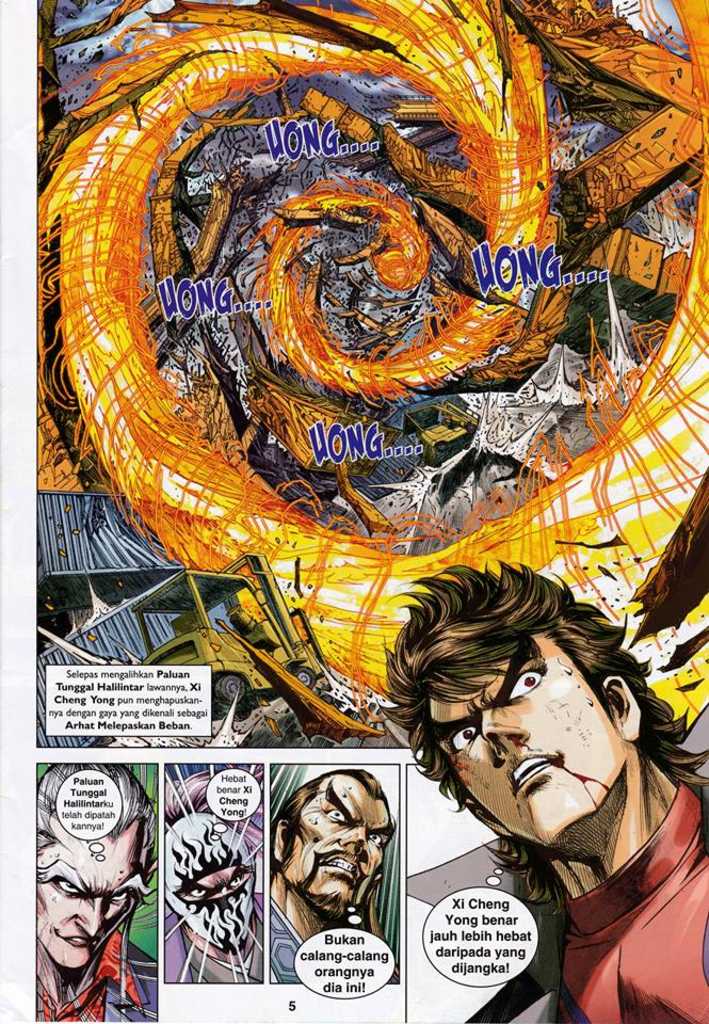 UONG....
UONG....
UONG....
UONG....
Selepas mengalihkan Paluan
Tunggal Halilintar lawannya, Xi
Cheng Yong pun menghapuskan-
nya dengan gaya yang dikenali sebagai
Arhat Melepaskan Beban.
Paluan
Tunggal
Halilintarku
telah dipatah
kannya!
Hebat
benar Xi
Cheng
Yong!
Bukan
calang-calang
orangnya
dia ini!
Xi Cheng
Yong benar
jauh lebih hebat
daripada yang
dijangka!
5